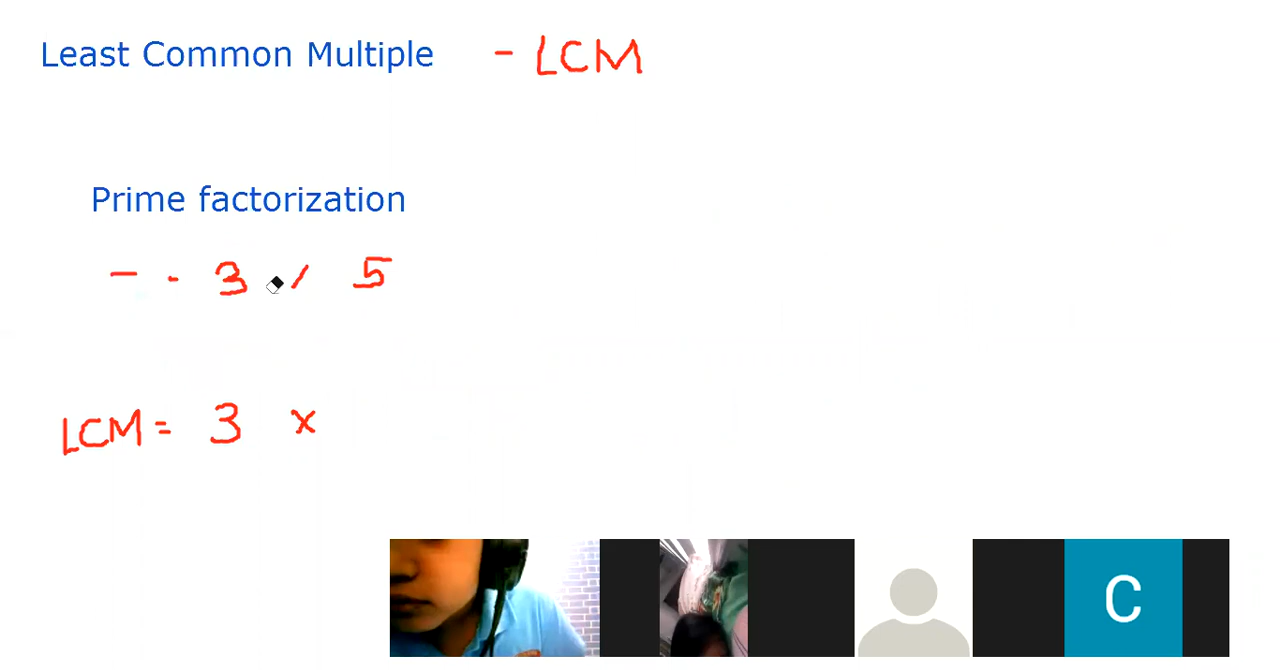 Least Common Multiple - LCM
Prime factorization
- . 3 / 5
LCM = 3 x
C